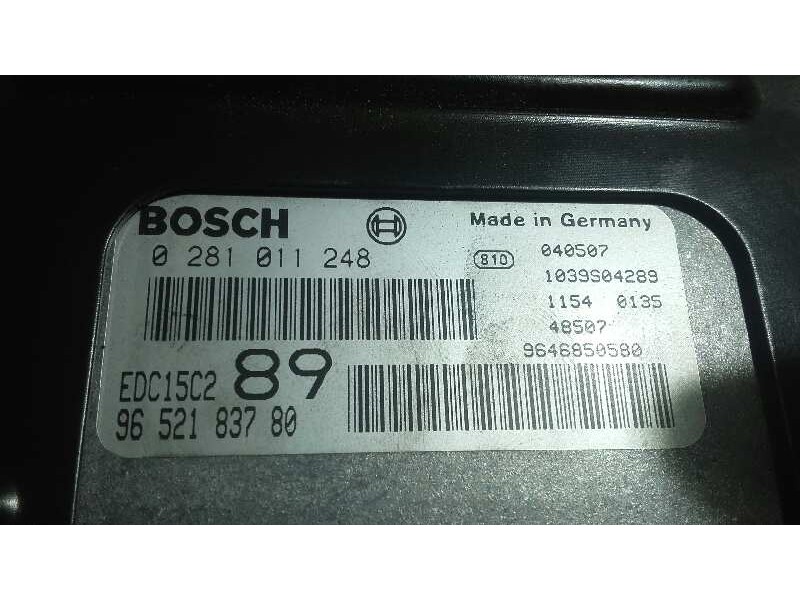 BOSCH
Made in Germany
0 281 011 248
810
040507
1039S04289
1154 0135
48507
9646850580
EDC15C2
89
96 521 837 80